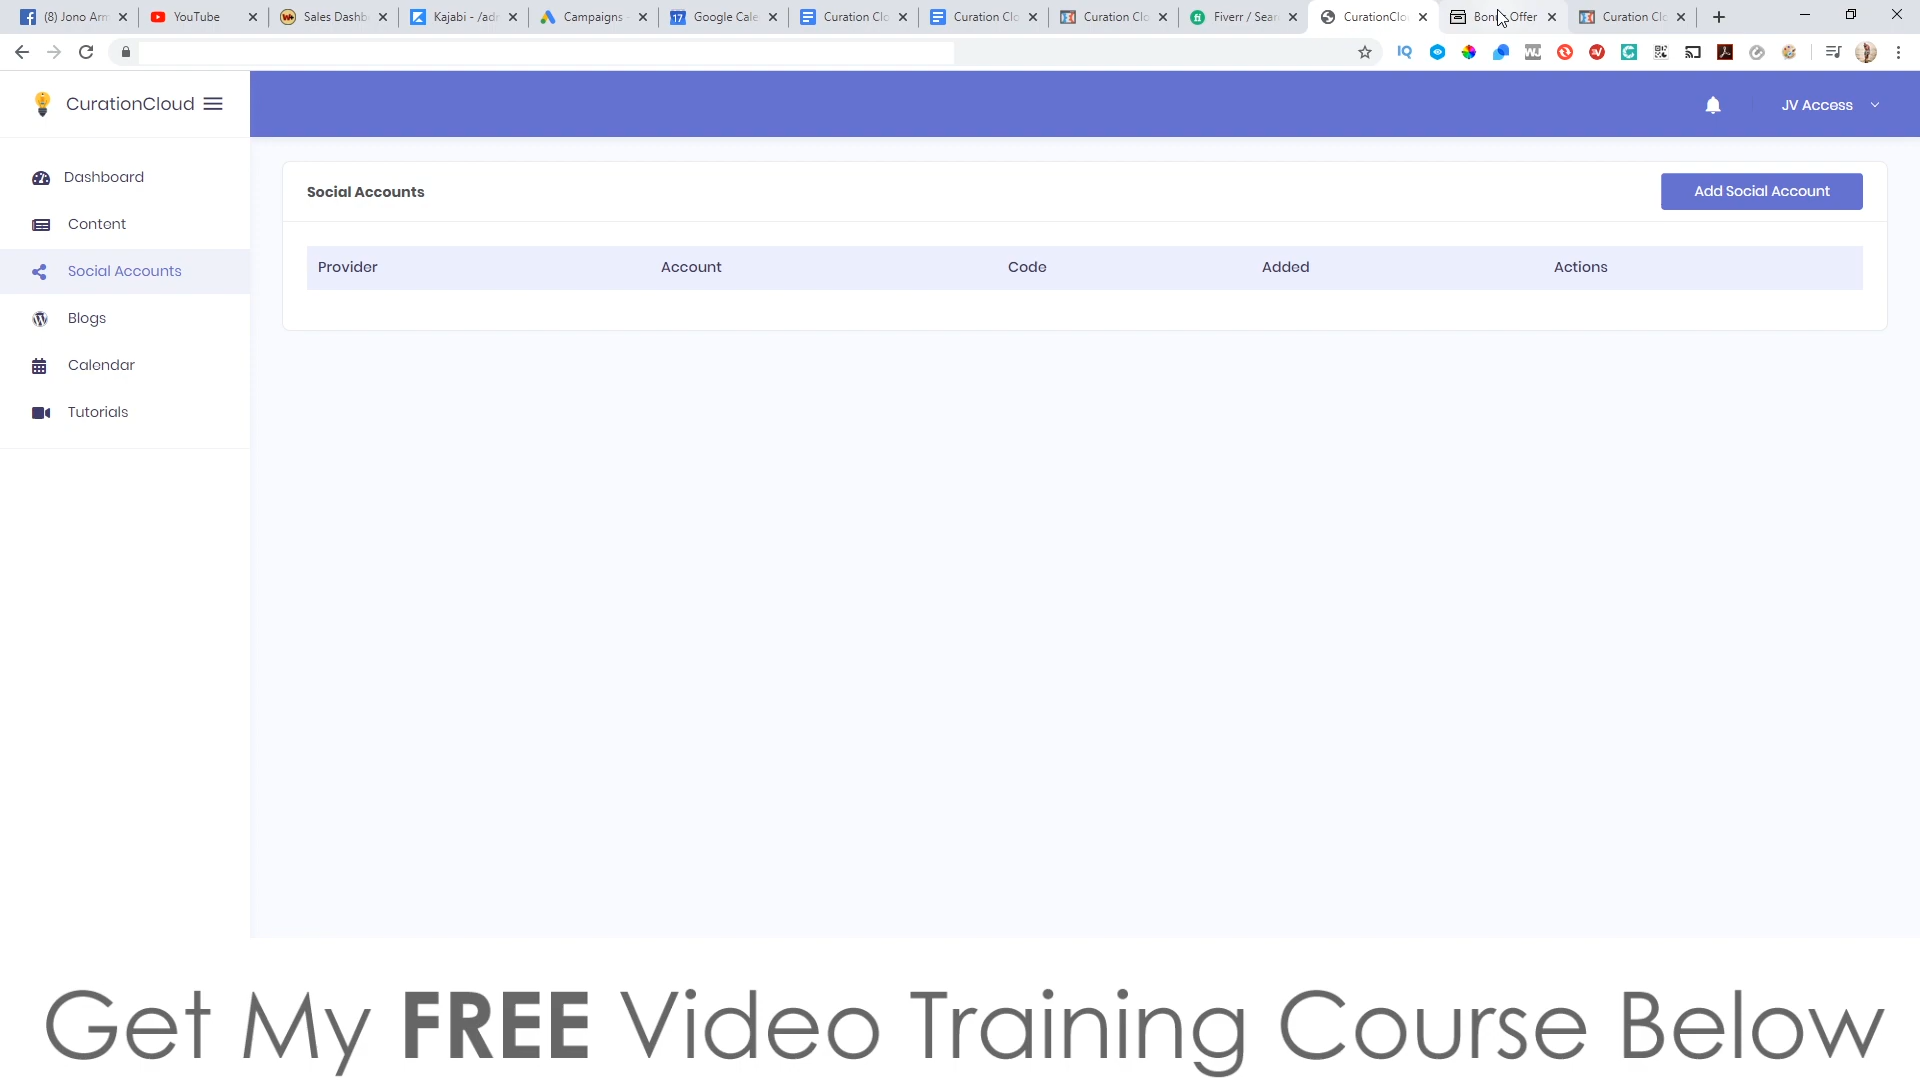 (8) Jono Arm
YouTube
Sales Dashb
Kajabi - /adn
Campaigns -
Google Cale
Curation Clo
Curation Clo
Curation Clo
Fiverr / Sear
CurationClo
Offer
Curation Clo
CurationCloud
JV Access
Dashboard
Content
Social Accounts
Blogs
Calendar
Tutorials
Social Accounts
Add Social Account
Provider Account Code Added Actions
Get My FREE Video Training Course Below